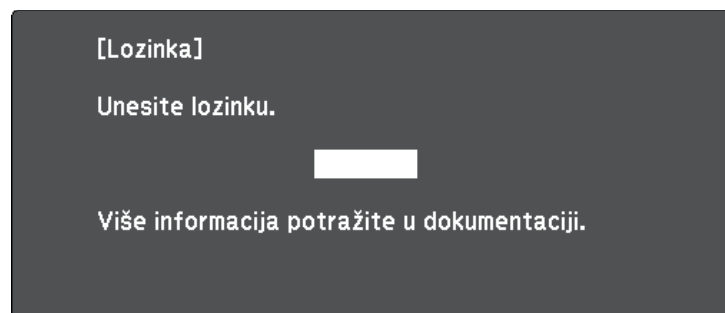 [Lozinka]
Unesite lozinku.
Više informacija potražite u dokumentaciji.